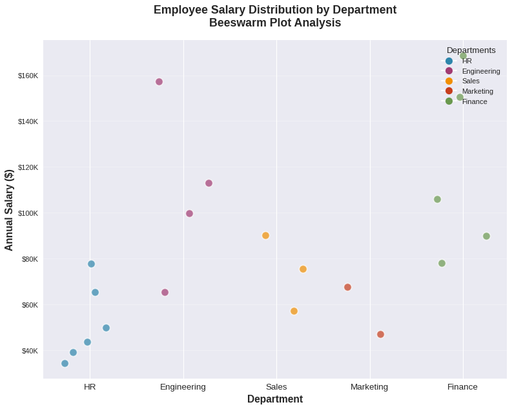 Employee Salary Distribution by Department
Beeswarm Plot Analysis
Departments
HR
Engineering
Sales
Marketing
Finance
Annual Salary ($)
$160K
$140K
$120K
$100K
$80K
$60K
$40K
HR
Engineering
Sales
Marketing
Finance
Department